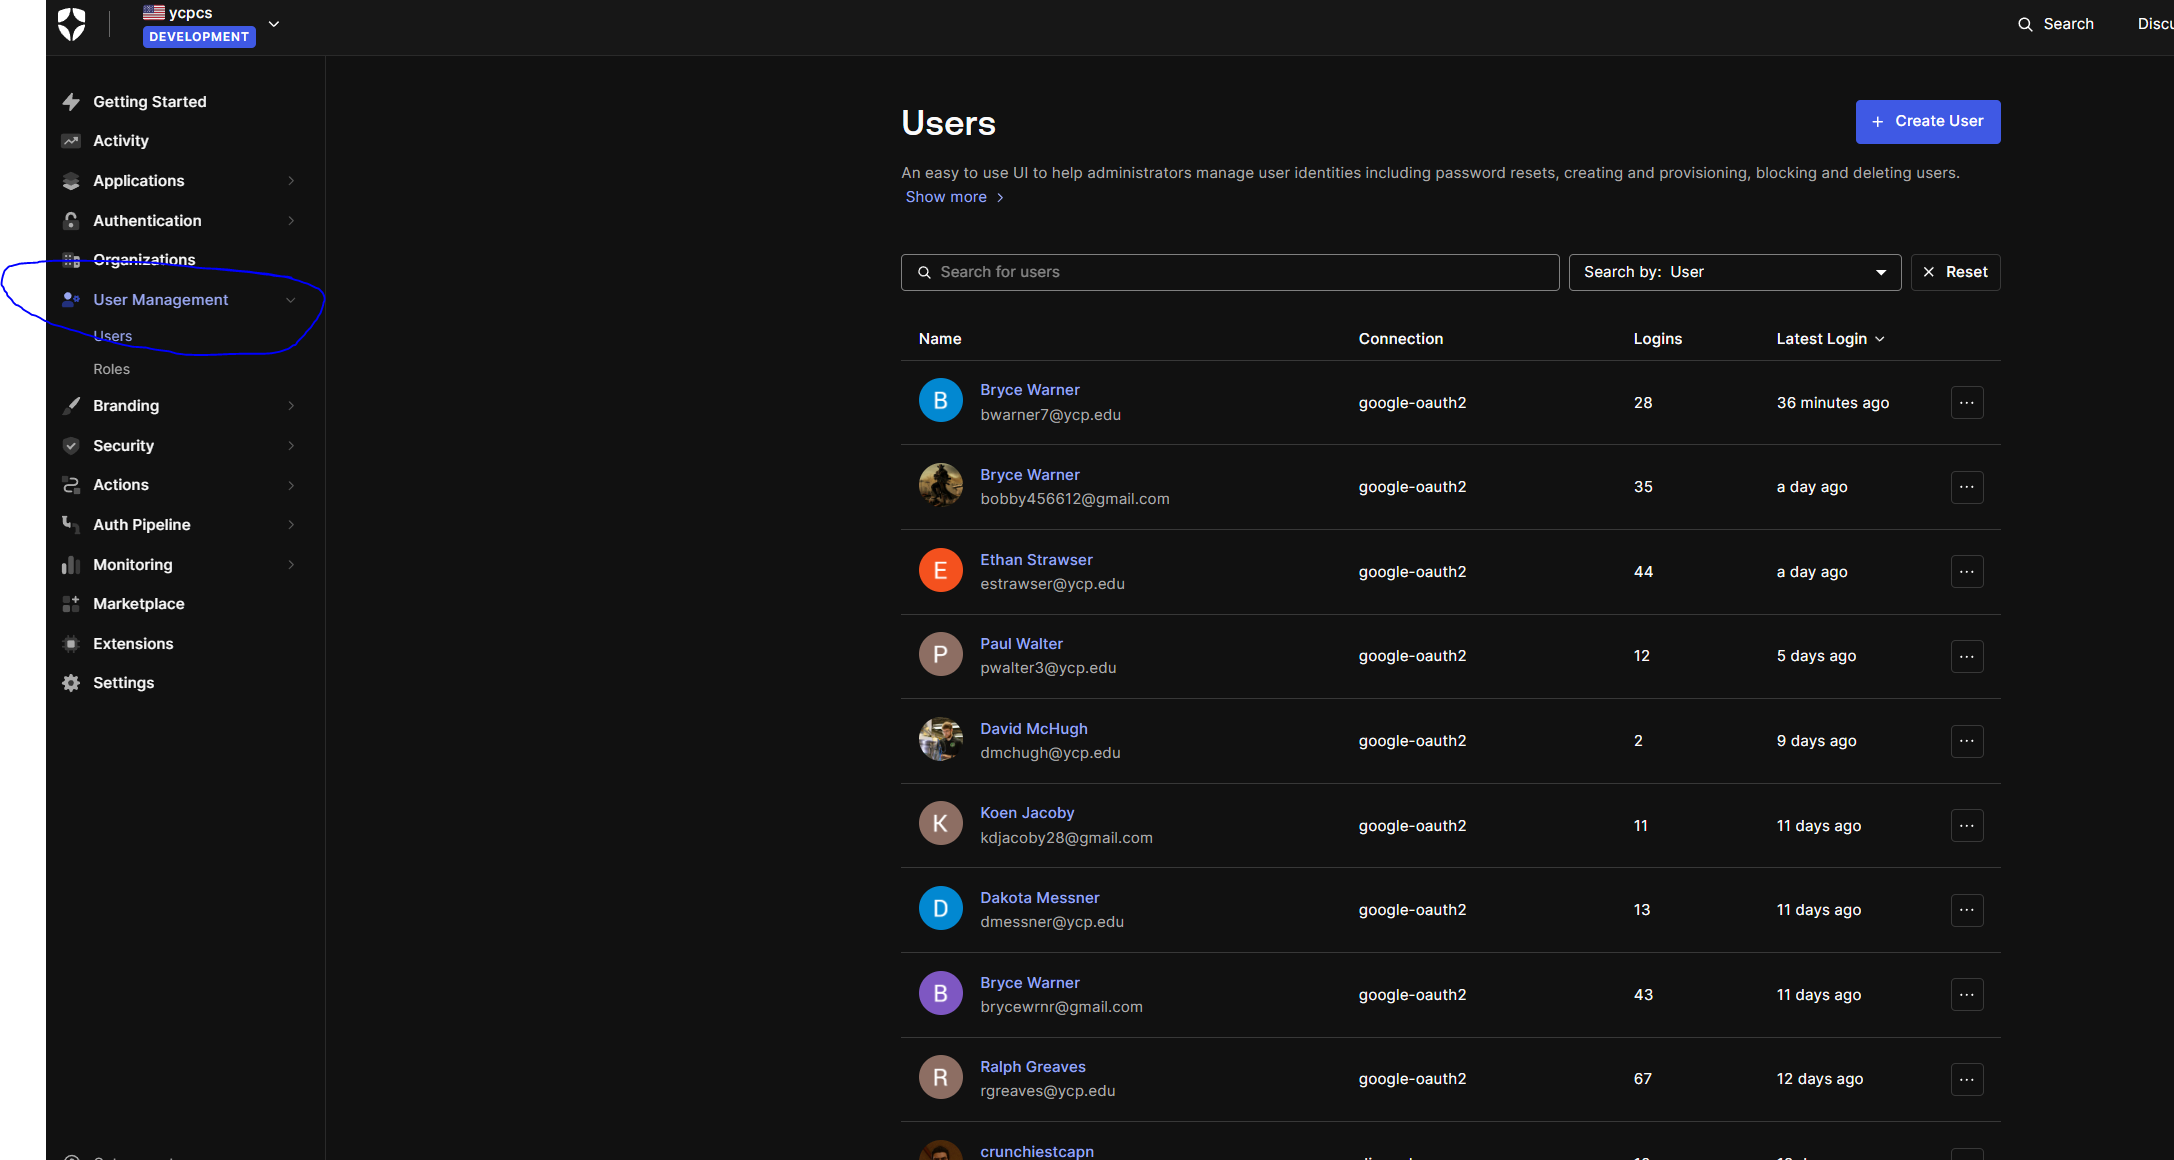 ycpcs
DEVELOPMENT
Search
Discu
Getting Started
Activity
Applications
Authentication
Organizations
User Management
Users
Roles
Branding
Security
Actions
Auth Pipeline
Monitoring
Marketplace
Extensions
Settings
Users
+ Create User
An easy to use UI to help administrators manage user identities including password resets, creating and provisioning, blocking and deleting users.
Show more
Search for users
Search by: User
Reset
Name Connection Logins Latest Login
B Bryce Warner
bwarner7@ycp.edu
google-oauth2 28 36 minutes ago ...
Bryce Warner
bobby456612@gmail.com
google-oauth2 35 a day ago ...
E Ethan Strawser
estrawser@ycp.edu
google-oauth2 44 a day ago ...
P Paul Walter
pwalter3@ycp.edu
google-oauth2 12 5 days ago ...
David McHugh
dmchugh@ycp.edu
google-oauth2 2 9 days ago ...
K Koen Jacoby
kdjacoby28@gmail.com
google-oauth2 11 11 days ago ...
D Dakota Messner
dmessner@ycp.edu
google-oauth2 13 11 days ago ...
B Bryce Warner
brycewrnr@gmail.com
google-oauth2 43 11 days ago ...
R Ralph Greaves
rgreaves@ycp.edu
google-oauth2 67 12 days ago ...
crunchiestcapn